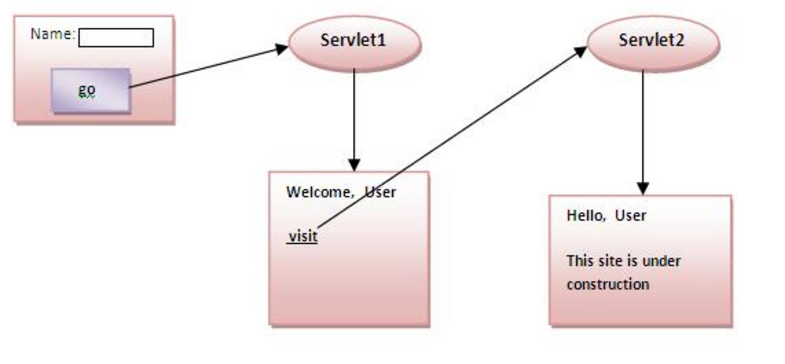 Name:
go
Servlet1
Servlet2
Welcome, User
visit
Hello, User
This site is under
construction